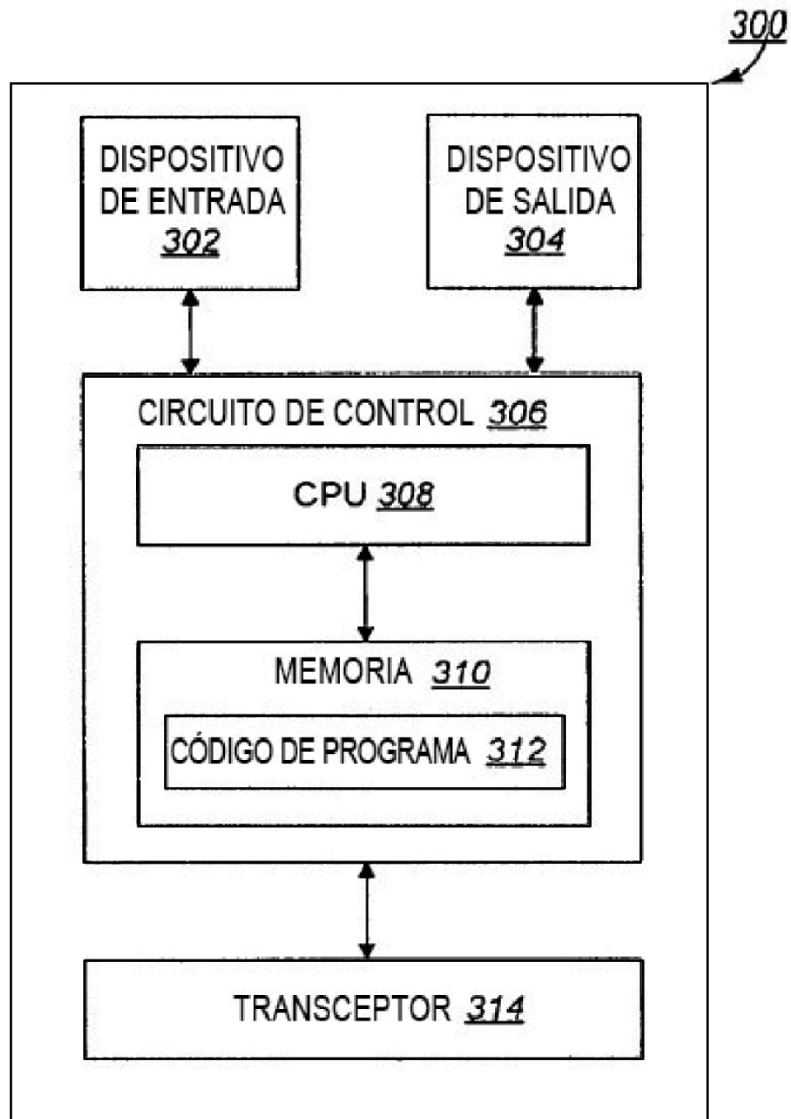 300
DISPOSITIVO
DE ENTRADA
302
DISPOSITIVO
DE SALIDA
304
CIRCUITO DE CONTROL 306
CPU 308
MEMORIA 310
CÓDIGO DE PROGRAMA 312
TRANSCEPTOR 314